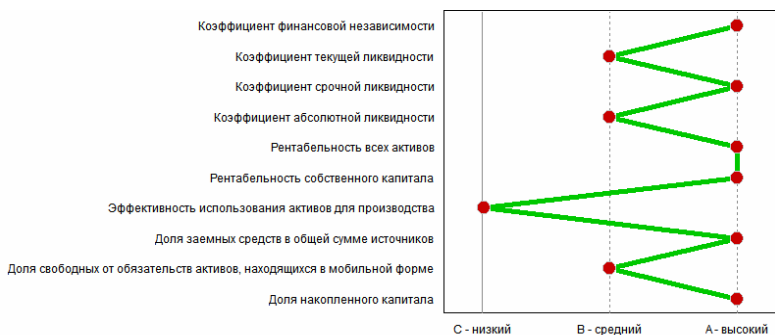 Коэффициент финансовой независимости
Коэффициент текущей ликвидности
Коэффициент срочной ликвидности
Коэффициент абсолютной ликвидности
Рентабельность всех активов
Рентабельность собственного капитала
Эффективность использования активов для производства
Доля заемных средств в общей сумме источников
Доля свободных от обязательств активов, находящихся в мобильной форме
Доля накопленного капитала
С - низкий В - средний А - высокий